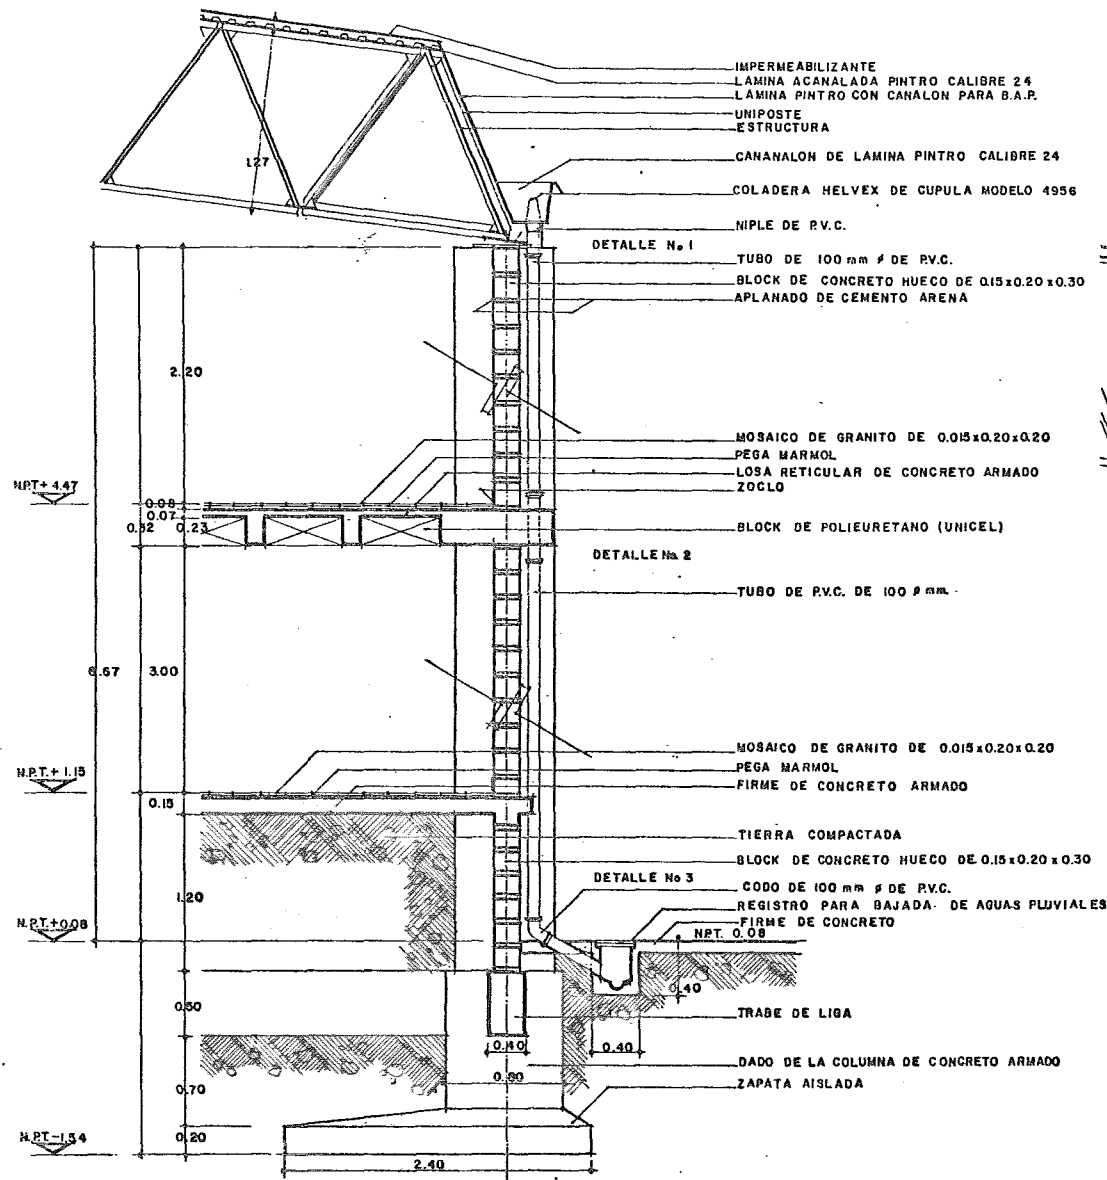 IMPERMEABILIZANTE
LAMINA ACANALADA PINTRO CALIBRE 24
LAMINA PINTRO CON CANALON PARA B.A.P.
UNIPOSTE
ESTRUCTURA
1.27
CANANALON DE LAMINA PINTRO CALIBRE 24
COLADERA HELVEX DE CUPULA MODELO 4956
NIPLE DE P.V.C.
DETALLE No 1
TUBO DE 100 mm ø DE P.V.C.
BLOCK DE CONCRETO HUECO DE 0.15x0.20x0.30
APLANADO DE CEMENTO ARENA
2.20
MOSAICO DE GRANITO DE 0.015x0.20x0.20
PEGA MARMOL
LOSA RETICULAR DE CONCRETO ARMADO
ZOCLO
N.P.T+ 4.47
0.08
0.07
0.32 0.23
BLOCK DE POLIEURETANO (UNICEL)
DETALLE No. 2
TUBO DE P.V.C. DE 100 ø mm.
6.67
3.00
MOSAICO DE GRANITO DE 0.015x0.20x0.20
PEGA MARMOL
FIRME DE CONCRETO ARMADO
N.P.T.+ 1.15
0.15
TIERRA COMPACTADA
BLOCK DE CONCRETO HUECO DE 0.15x0.20x0.30
DETALLE No 3
CODO DE 100 mm ø DE P.V.C.
REGISTRO PARA BAJADA DE AGUAS PLUVIALES
FIRME DE CONCRETO
1.20
N.P.T.+0.08
NPT. 0.08
0.40
TRABE DE LIGA
0.40
0.40
DADO DE LA COLUMNA DE CONCRETO ARMADO
ZAPATA AISLADA
0.70
0.20
N.P.T.-1.54
2.40